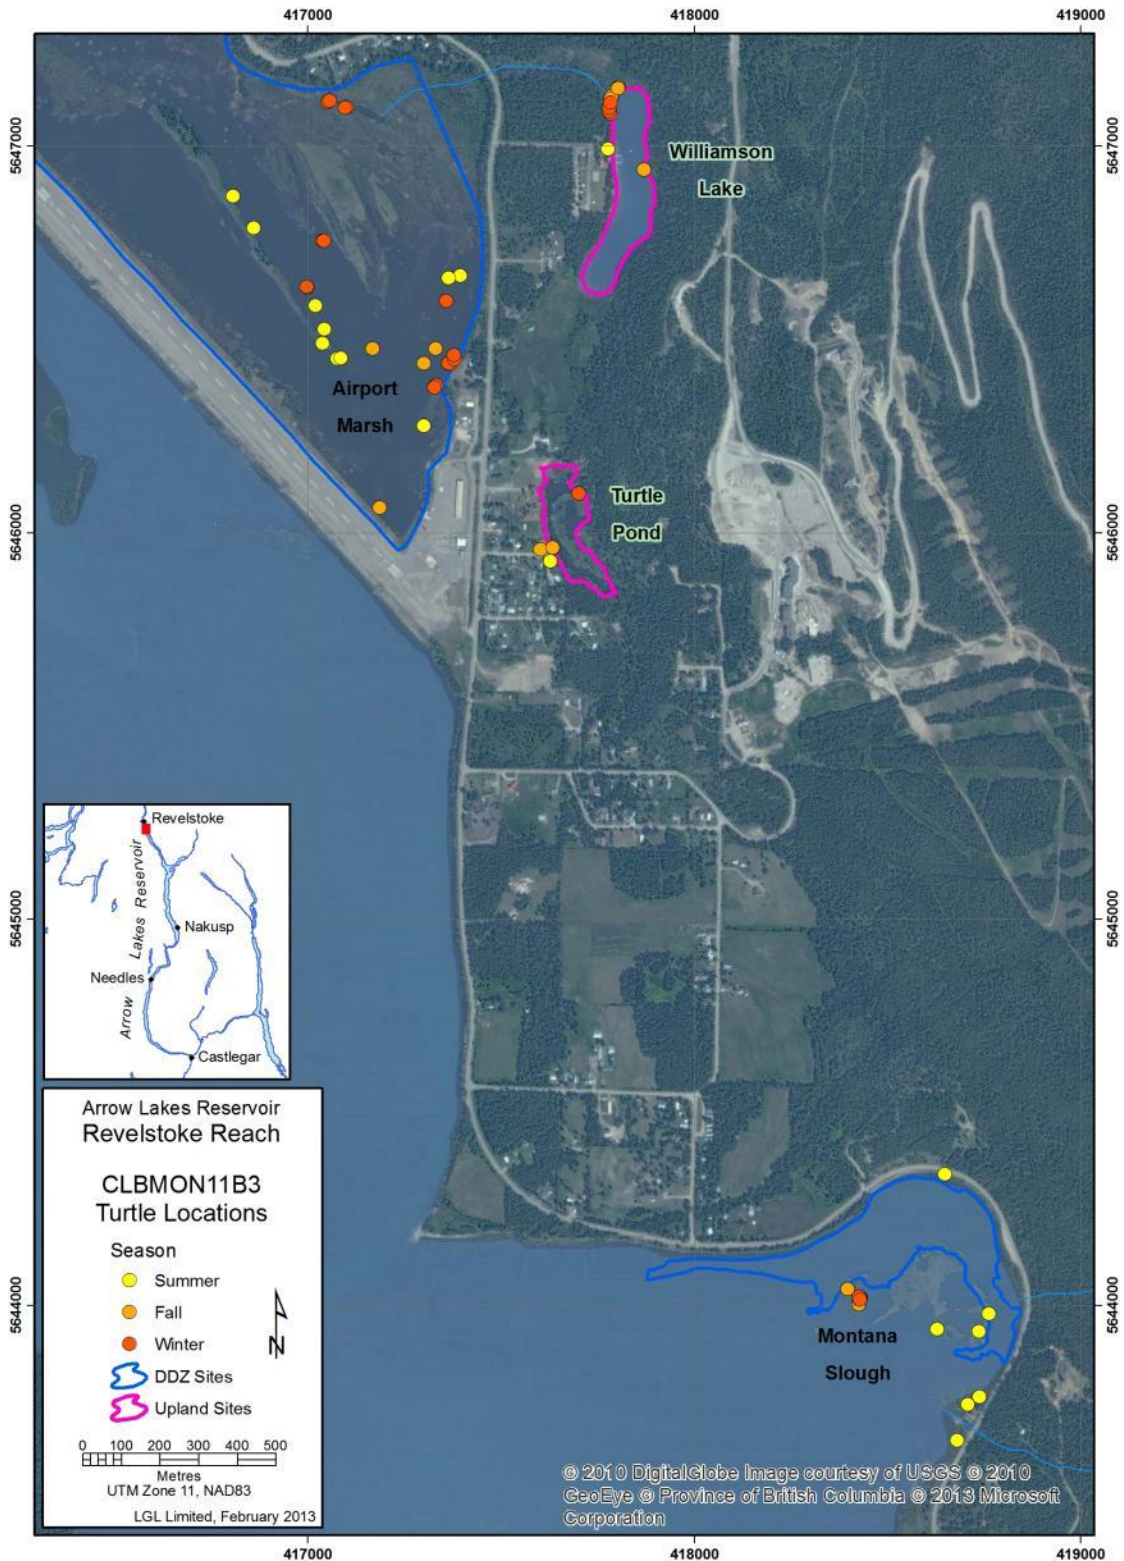 417000
418000
419000
5647000
5647000
Williamson
Lake
Airport
Marsh
Turtle
Pond
5646000
5646000
Revelstoke
Arrow Lakes Reservoir
Nakusp
Needles
Castlegar
5645000
5645000
Arrow Lakes Reservoir
Revelstoke Reach
CLBMON11B3
Turtle Locations
Season
Summer
Fall
Winter
DDZ Sites
Upland Sites
0 100 200 300 400 500
Metres
UTM Zone 11, NAD83
LGL Limited, February 2013
N
5644000
5644000
Montana
Slough
© 2010 DigitalGlobe Image courtesy of USGS © 2010
GeoEye © Province of British Columbia © 2013 Microsoft
Corporation
417000
418000
419000